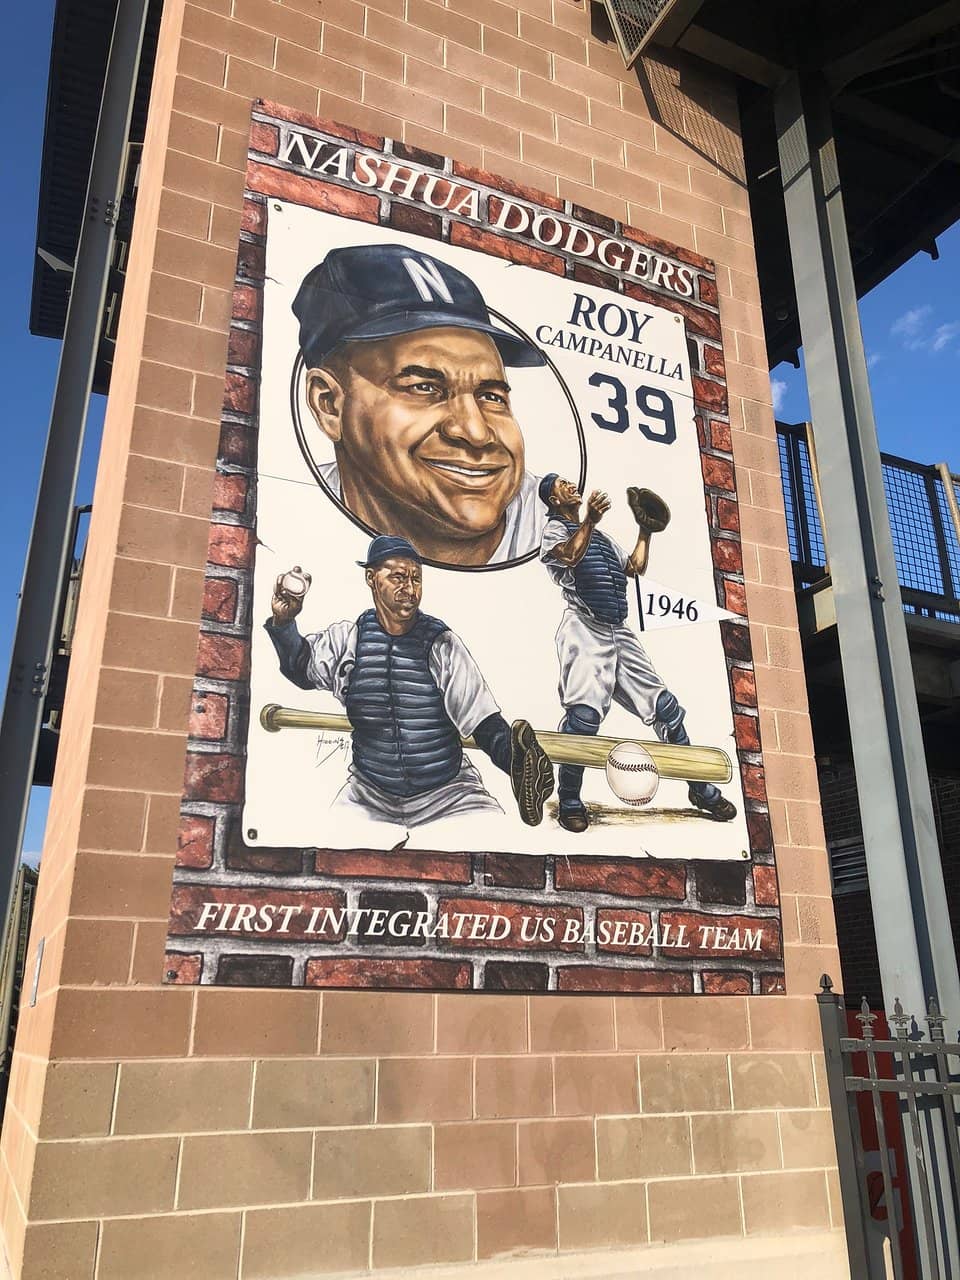 NASHUA DODGERS
N
ROY
CAMPANELLA
39
1946
FIRST INTEGRATED US BASEBALL TEAM